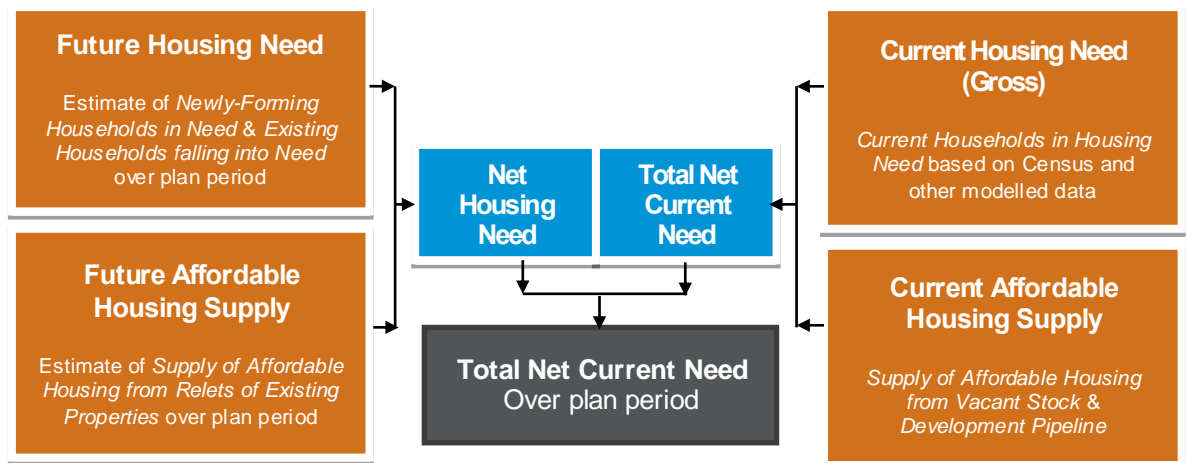 Future Housing Need
Estimate of Newly-Forming
Households in Need & Existing
Households falling into Need
over plan period
Future Affordable
Housing Supply
Estimate of Supply of Affordable
Housing from Relets of Existing
Properties over plan period
Net
Housing
Need
Total Net
Current
Need
Total Net Current Need
Over plan period
Current Housing Need
(Gross)
Current Households in Housing
Need based on Census and
other modelled data
Current Affordable
Housing Supply
Supply of Affordable Housing
from Vacant Stock &
Development Pipeline